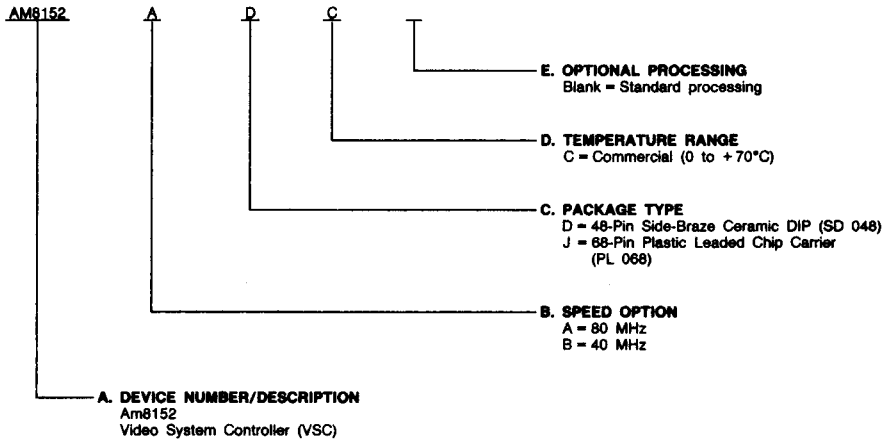 AM8152 A D C
E. OPTIONAL PROCESSING
Blank = Standard processing
D. TEMPERATURE RANGE
C = Commercial (0 to +70°C)
C. PACKAGE TYPE
D = 48-Pin Side-Braze Ceramic DIP (SD 048)
J = 68-Pin Plastic Leaded Chip Carrier
(PL 068)
B. SPEED OPTION
A = 80 MHz
B = 40 MHz
A. DEVICE NUMBER/DESCRIPTION
Am8152
Video System Controller (VSC)